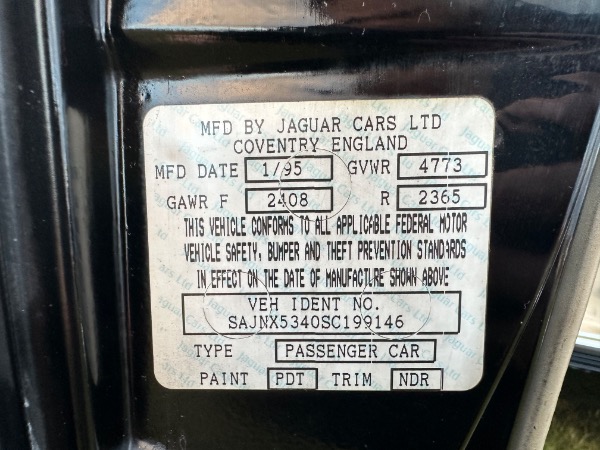 MFD BY JAGUAR CARS LTD
COVENTRY ENGLAND
MFD DATE 1/95 GVWR 4773
GAWR F 2408 R 2365
THIS VEHICLE CONFORMS TO ALL APPLICABLE FEDERAL MOTOR
VEHICLE SAFETY, BUMPER AND THEFT PREVENTION STANDARDS
IN EFFECT ON THE DATE OF MANUFACTURE SHOWN ABOVE
VEH IDENT NO.
SAJNX5340SC199146
TYPE PASSENGER CAR
PAINT PDT TRIM NDR